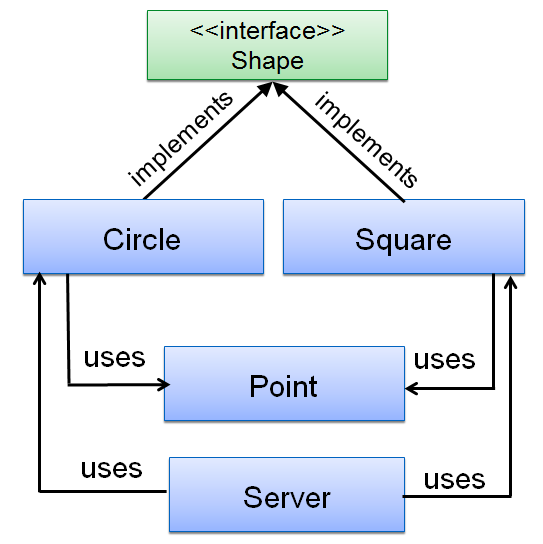 <<interface>>
Shape
implements
implements
Circle
Square
uses
uses
Point
uses
uses
Server